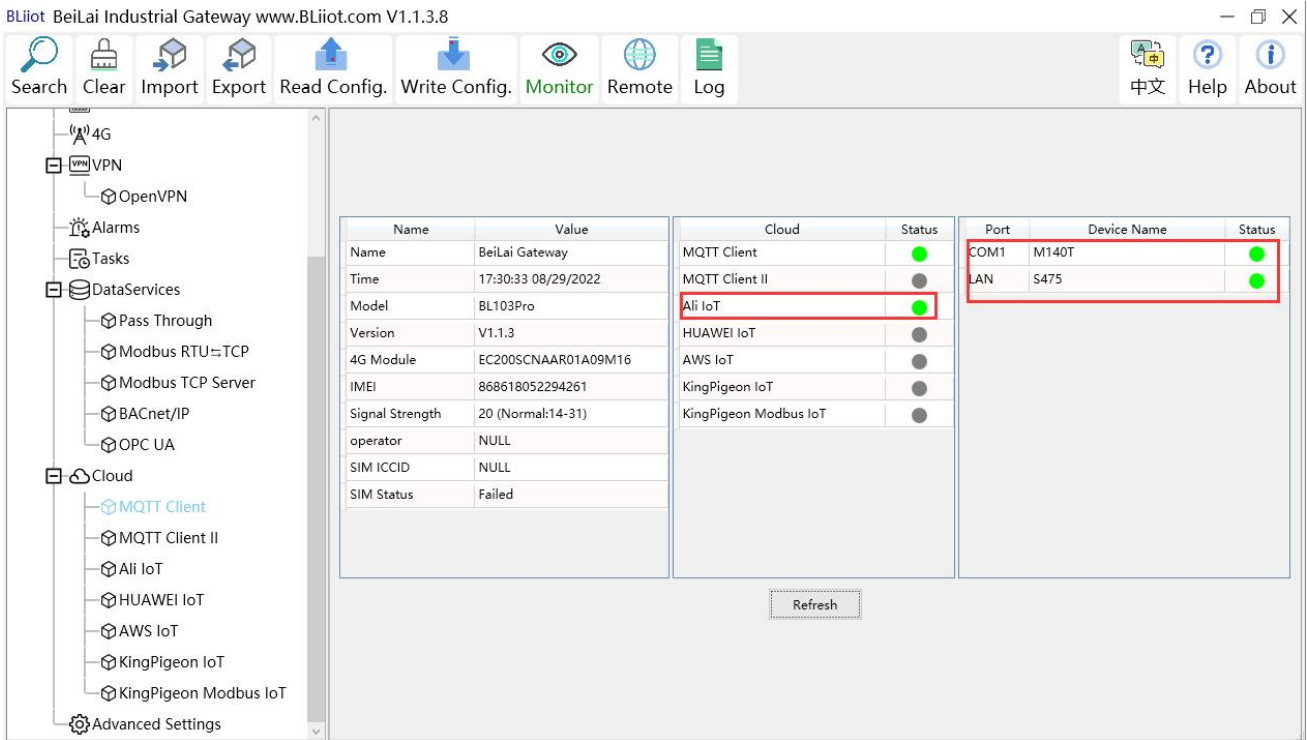 BLiiot BeiLai Industrial Gateway www.BLiiot.com V1.1.3.8
Search Clear Import Export Read Config. Write Config. Monitor Remote Log 中文 Help About
4G
VPN VPN
OpenVPN
Alarms
Tasks
DataServices
Pass Through
Modbus RTU⇆TCP
Modbus TCP Server
BACnet/IP
OPC UA
Cloud
MQTT Client
MQTT Client II
Ali IoT
HUAWEI IoT
AWS IoT
KingPigeon IoT
KingPigeon Modbus IoT
Advanced Settings
Name Value
Name BeiLai Gateway
Time 17:30:33 08/29/2022
Model BL103Pro
Version V1.1.3
4G Module EC200SCNAAR01A09M16
IMEI 868618052294261
Signal Strength 20 (Normal:14-31)
operator NULL
SIM ICCID NULL
SIM Status Failed
Cloud Status
MQTT Client
MQTT Client II
Ali IoT
HUAWEI IoT
AWS IoT
KingPigeon IoT
KingPigeon Modbus IoT
Port Device Name Status
COM1 M140T
LAN S475
Refresh